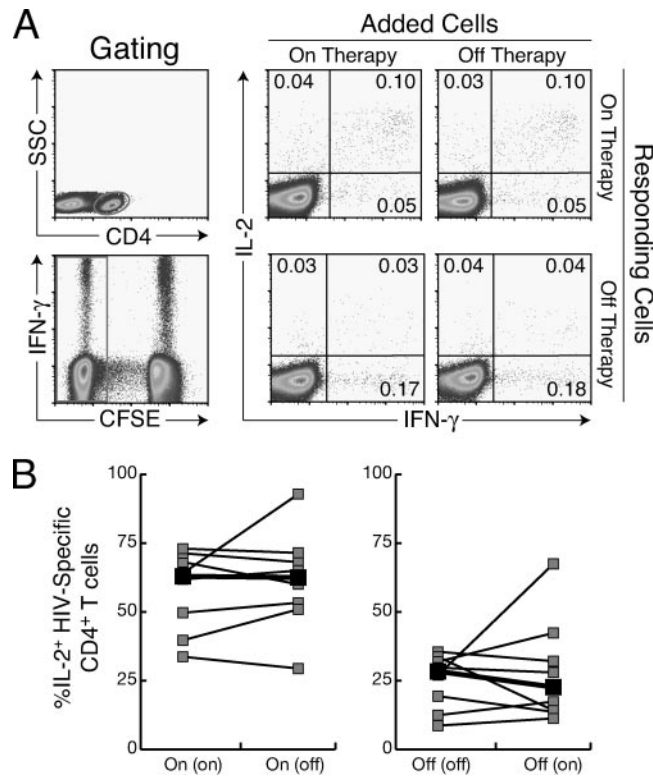 A
Gating
SSC
CD4
IFN-γ
CFSE
Added Cells
On Therapy
Off Therapy
IL-2
0.04 0.10
0.05
0.03 0.10
0.05
On Therapy
0.03 0.03
0.17
0.04 0.04
0.18
Off Therapy
Responding Cells
IFN-γ
B
%IL-2⁺ HIV-Specific
CD4⁺ T cells
100
75
50
25
0
On (on)
On (off)
100
75
50
25
0
Off (off)
Off (on)